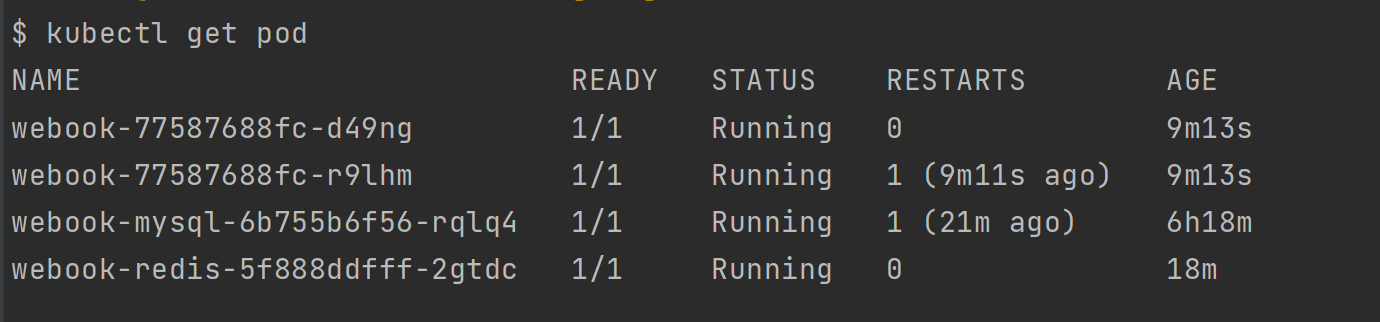 $ kubectl get pod
NAME READY STATUS RESTARTS AGE
webook-77587688fc-d49ng 1/1 Running 0 9m13s
webook-77587688fc-r9lhm 1/1 Running 1 (9m11s ago) 9m13s
webook-mysql-6b755b6f56-rqlq4 1/1 Running 1 (21m ago) 6h18m
webook-redis-5f888ddfff-2gtdc 1/1 Running 0 18m